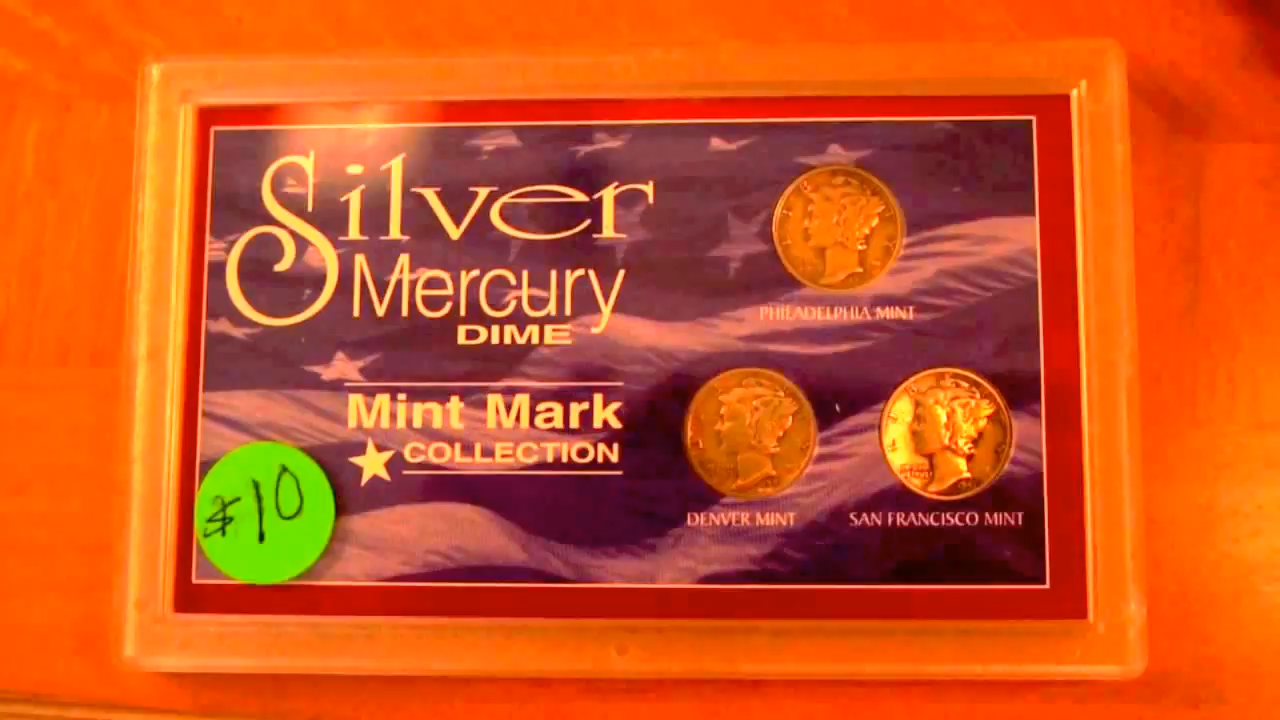 Silver
Mercury
DIME
Mint Mark
COLLECTION
$10
PHILADELPHIA MINT
DENVER MINT
SAN FRANCISCO MINT